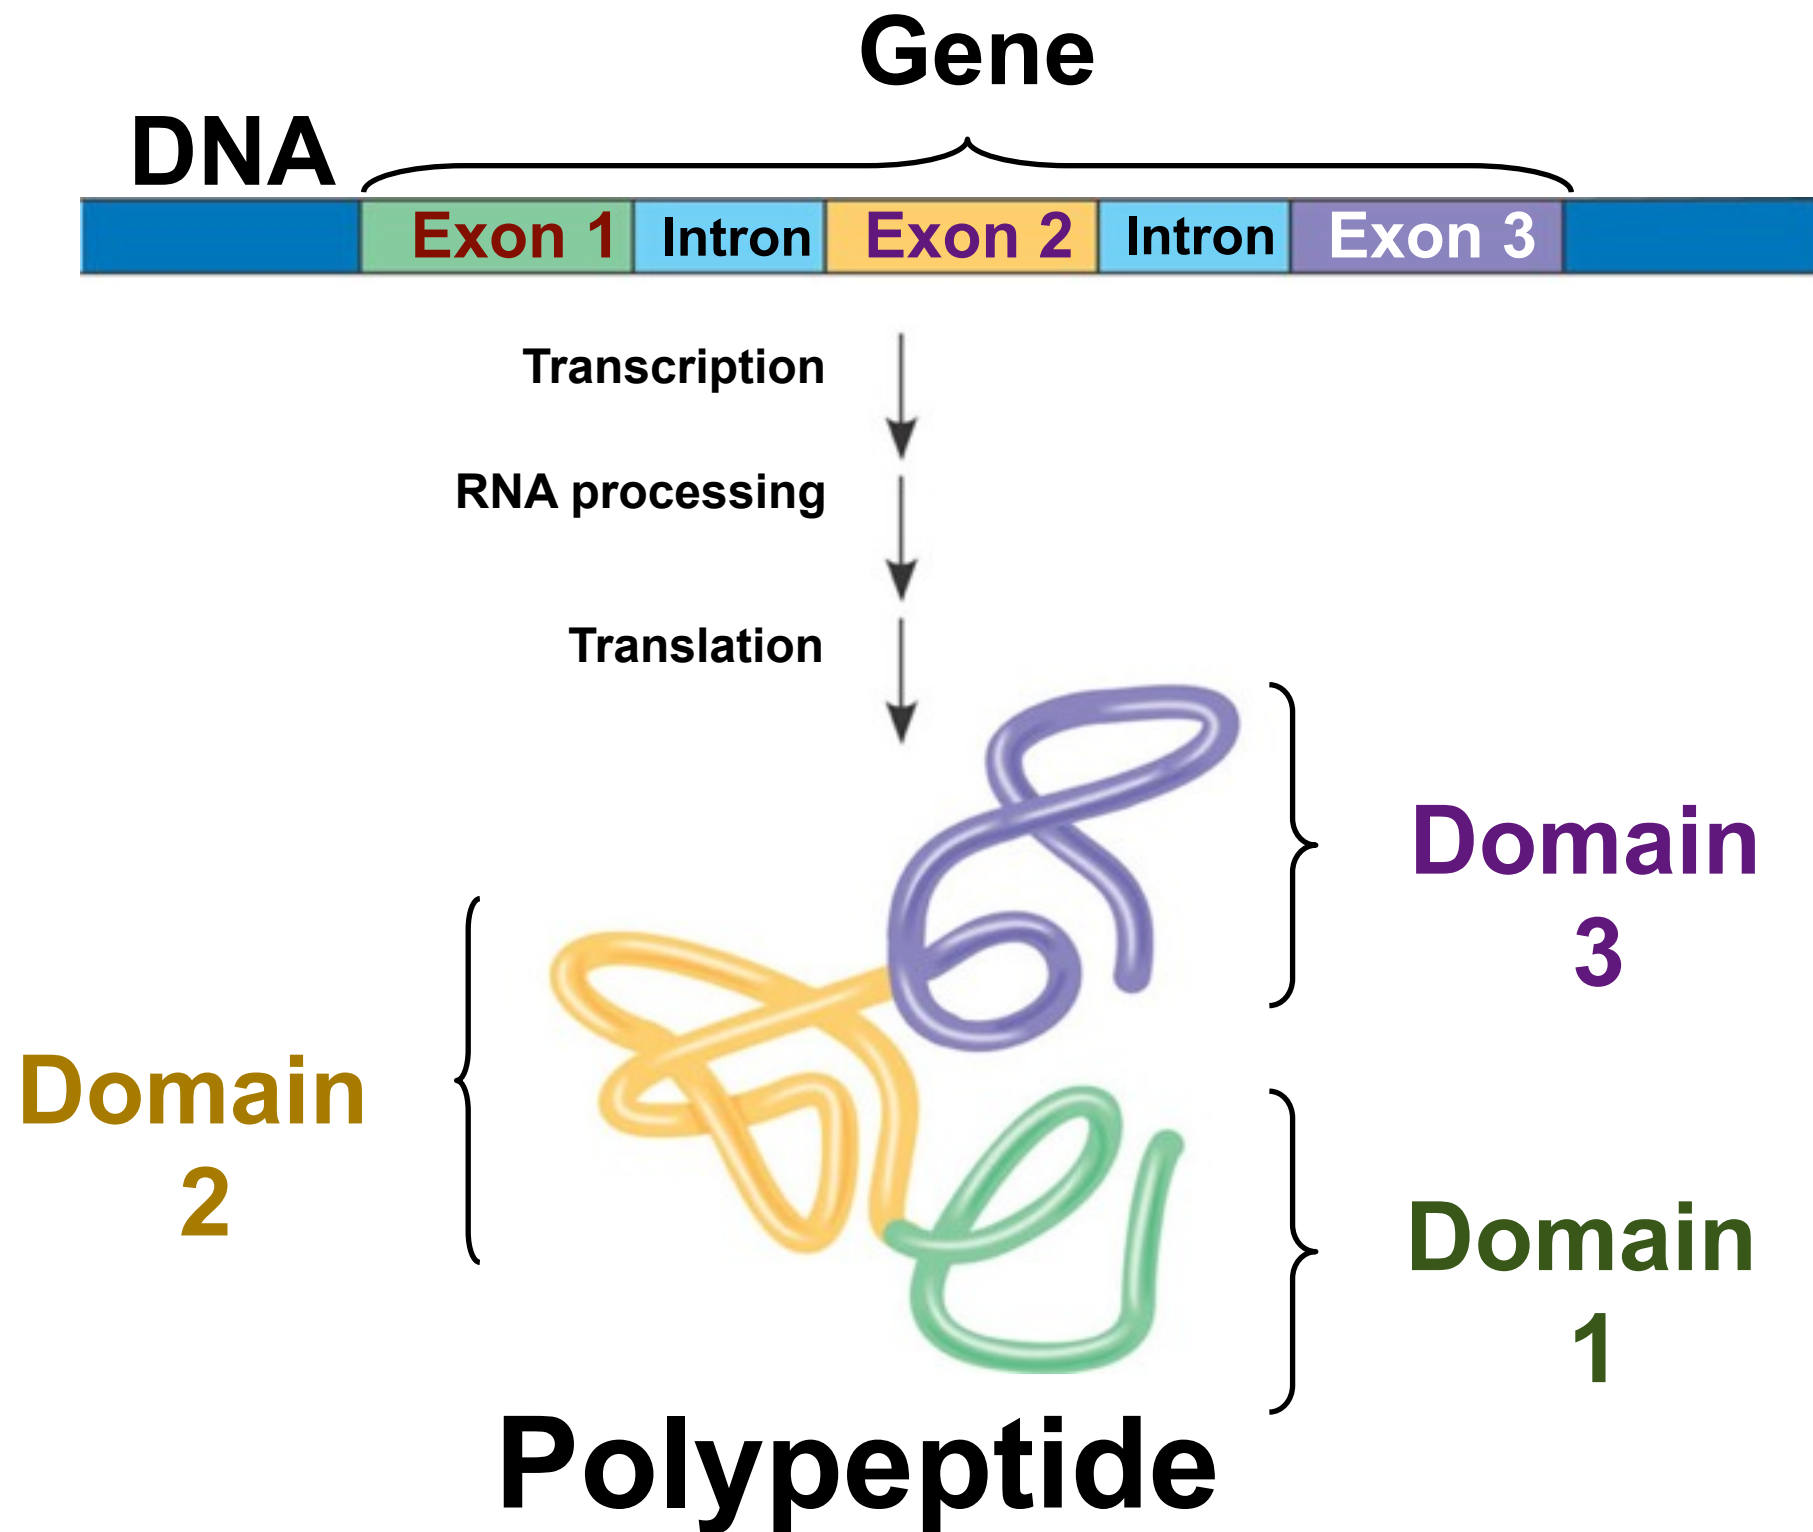 Gene
DNA
Exon 1 Intron Exon 2 Intron Exon 3
Transcription
RNA processing
Translation
Domain
3
Domain
2
Domain
1
Polypeptide